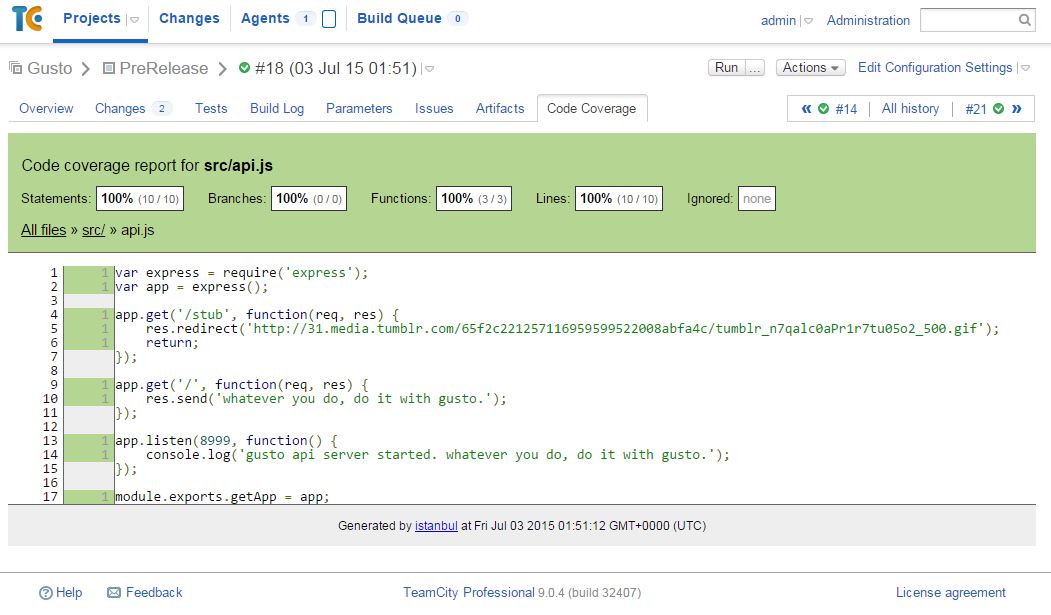 TC Projects Changes Agents 1 Build Queue 0 admin Administration
Gusto PreRelease #18 (03 Jul 15 01:51) Run ... Actions Edit Configuration Settings
Overview Changes 2 Tests Build Log Parameters Issues Artifacts Code Coverage « #14 All history #21 »
Code coverage report for src/api.js
Statements: 100% (10 / 10) Branches: 100% (0 / 0) Functions: 100% (3 / 3) Lines: 100% (10 / 10) Ignored: none
All files » src/ » api.js
1 1 var express = require('express');
2 1 var app = express();
3
4 1 app.get('/stub', function(req, res) {
5 1 res.redirect('http://31.media.tumblr.com/65f2c221257116959599522008abfa4c/tumblr_n7qalc0aPr1r7tu05o2_500.gif');
6 1 return;
7 });
8
9 1 app.get('/', function(req, res) {
10 1 res.send('whatever you do, do it with gusto.');
11 });
12
13 1 app.listen(8999, function() {
14 1 console.log('gusto api server started. whatever you do, do it with gusto.');
15 });
16
17 1 module.exports.getApp = app;
Generated by istanbul at Fri Jul 03 2015 01:51:12 GMT+0000 (UTC)
Help Feedback TeamCity Professional 9.0.4 (build 32407) License agreement